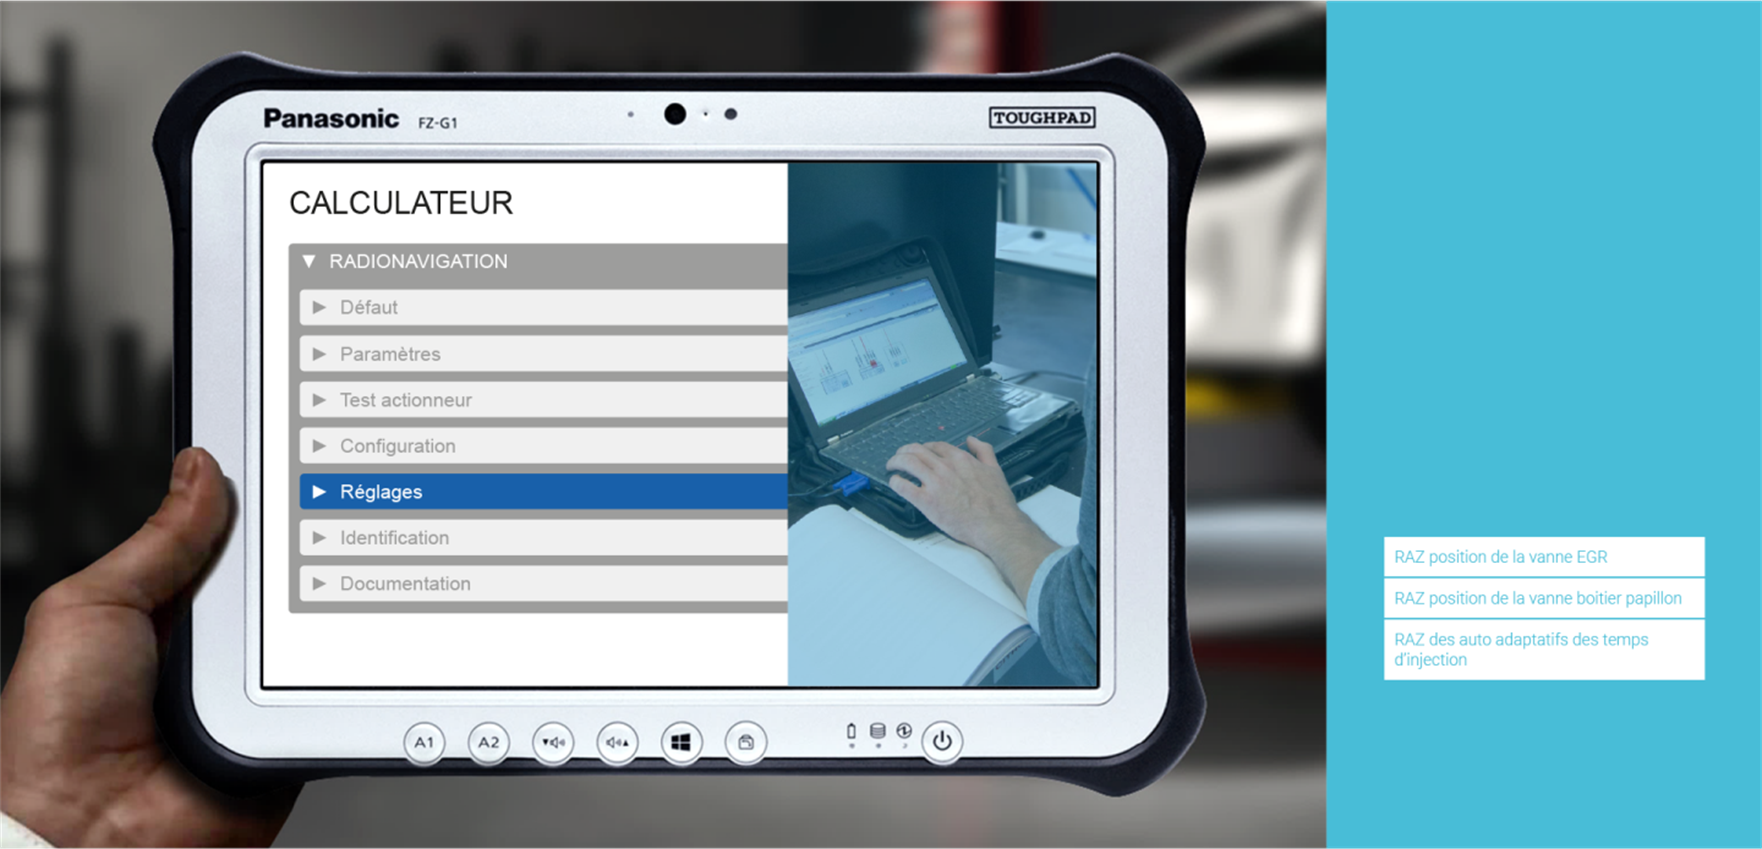 Panasonic FZ-G1 TOUGHPAD
CALCULATEUR
RADIONAVIGATION
Défaut
Paramètres
Test actionneur
Configuration
Réglages
Identification
Documentation
A1 A2
RAZ position de la vanne EGR
RAZ position de la vanne boitier papillon
RAZ des auto adaptatifs des temps
d'injection